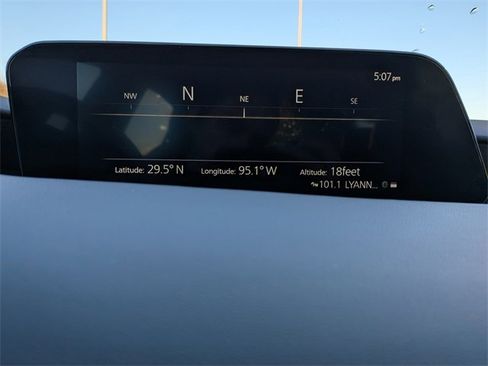 5:07pm
NW N NE E SE
Latitude: 29.5° N Longitude: 95.1° W Altitude: 18feet
101.1 LYANN...